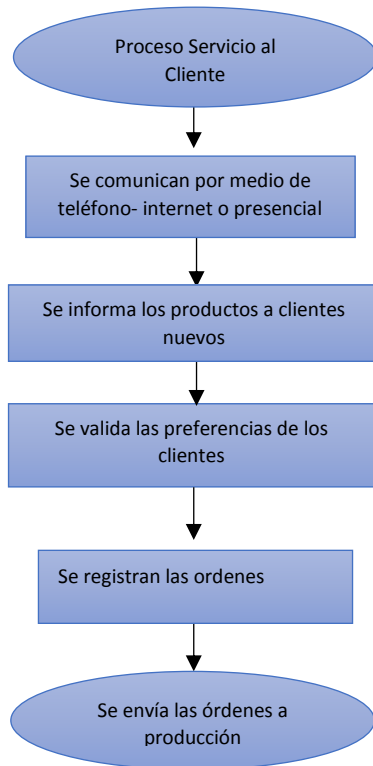 Proceso Servicio al
Cliente
Se comunican por medio de
teléfono- internet o presencial
Se informa los productos a clientes
nuevos
Se valida las preferencias de los
clientes
Se registran las ordenes
Se envía las órdenes a
producción